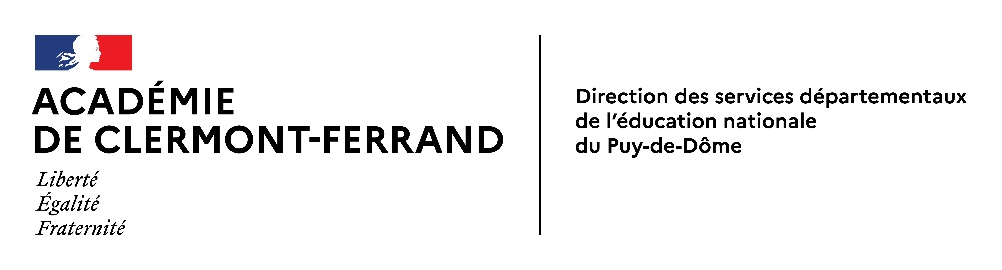 ACADÉMIE
DE CLERMONT-FERRAND
Liberté
Égalité
Fraternité
Direction des services départementaux
de l'éducation nationale
du Puy-de-Dôme